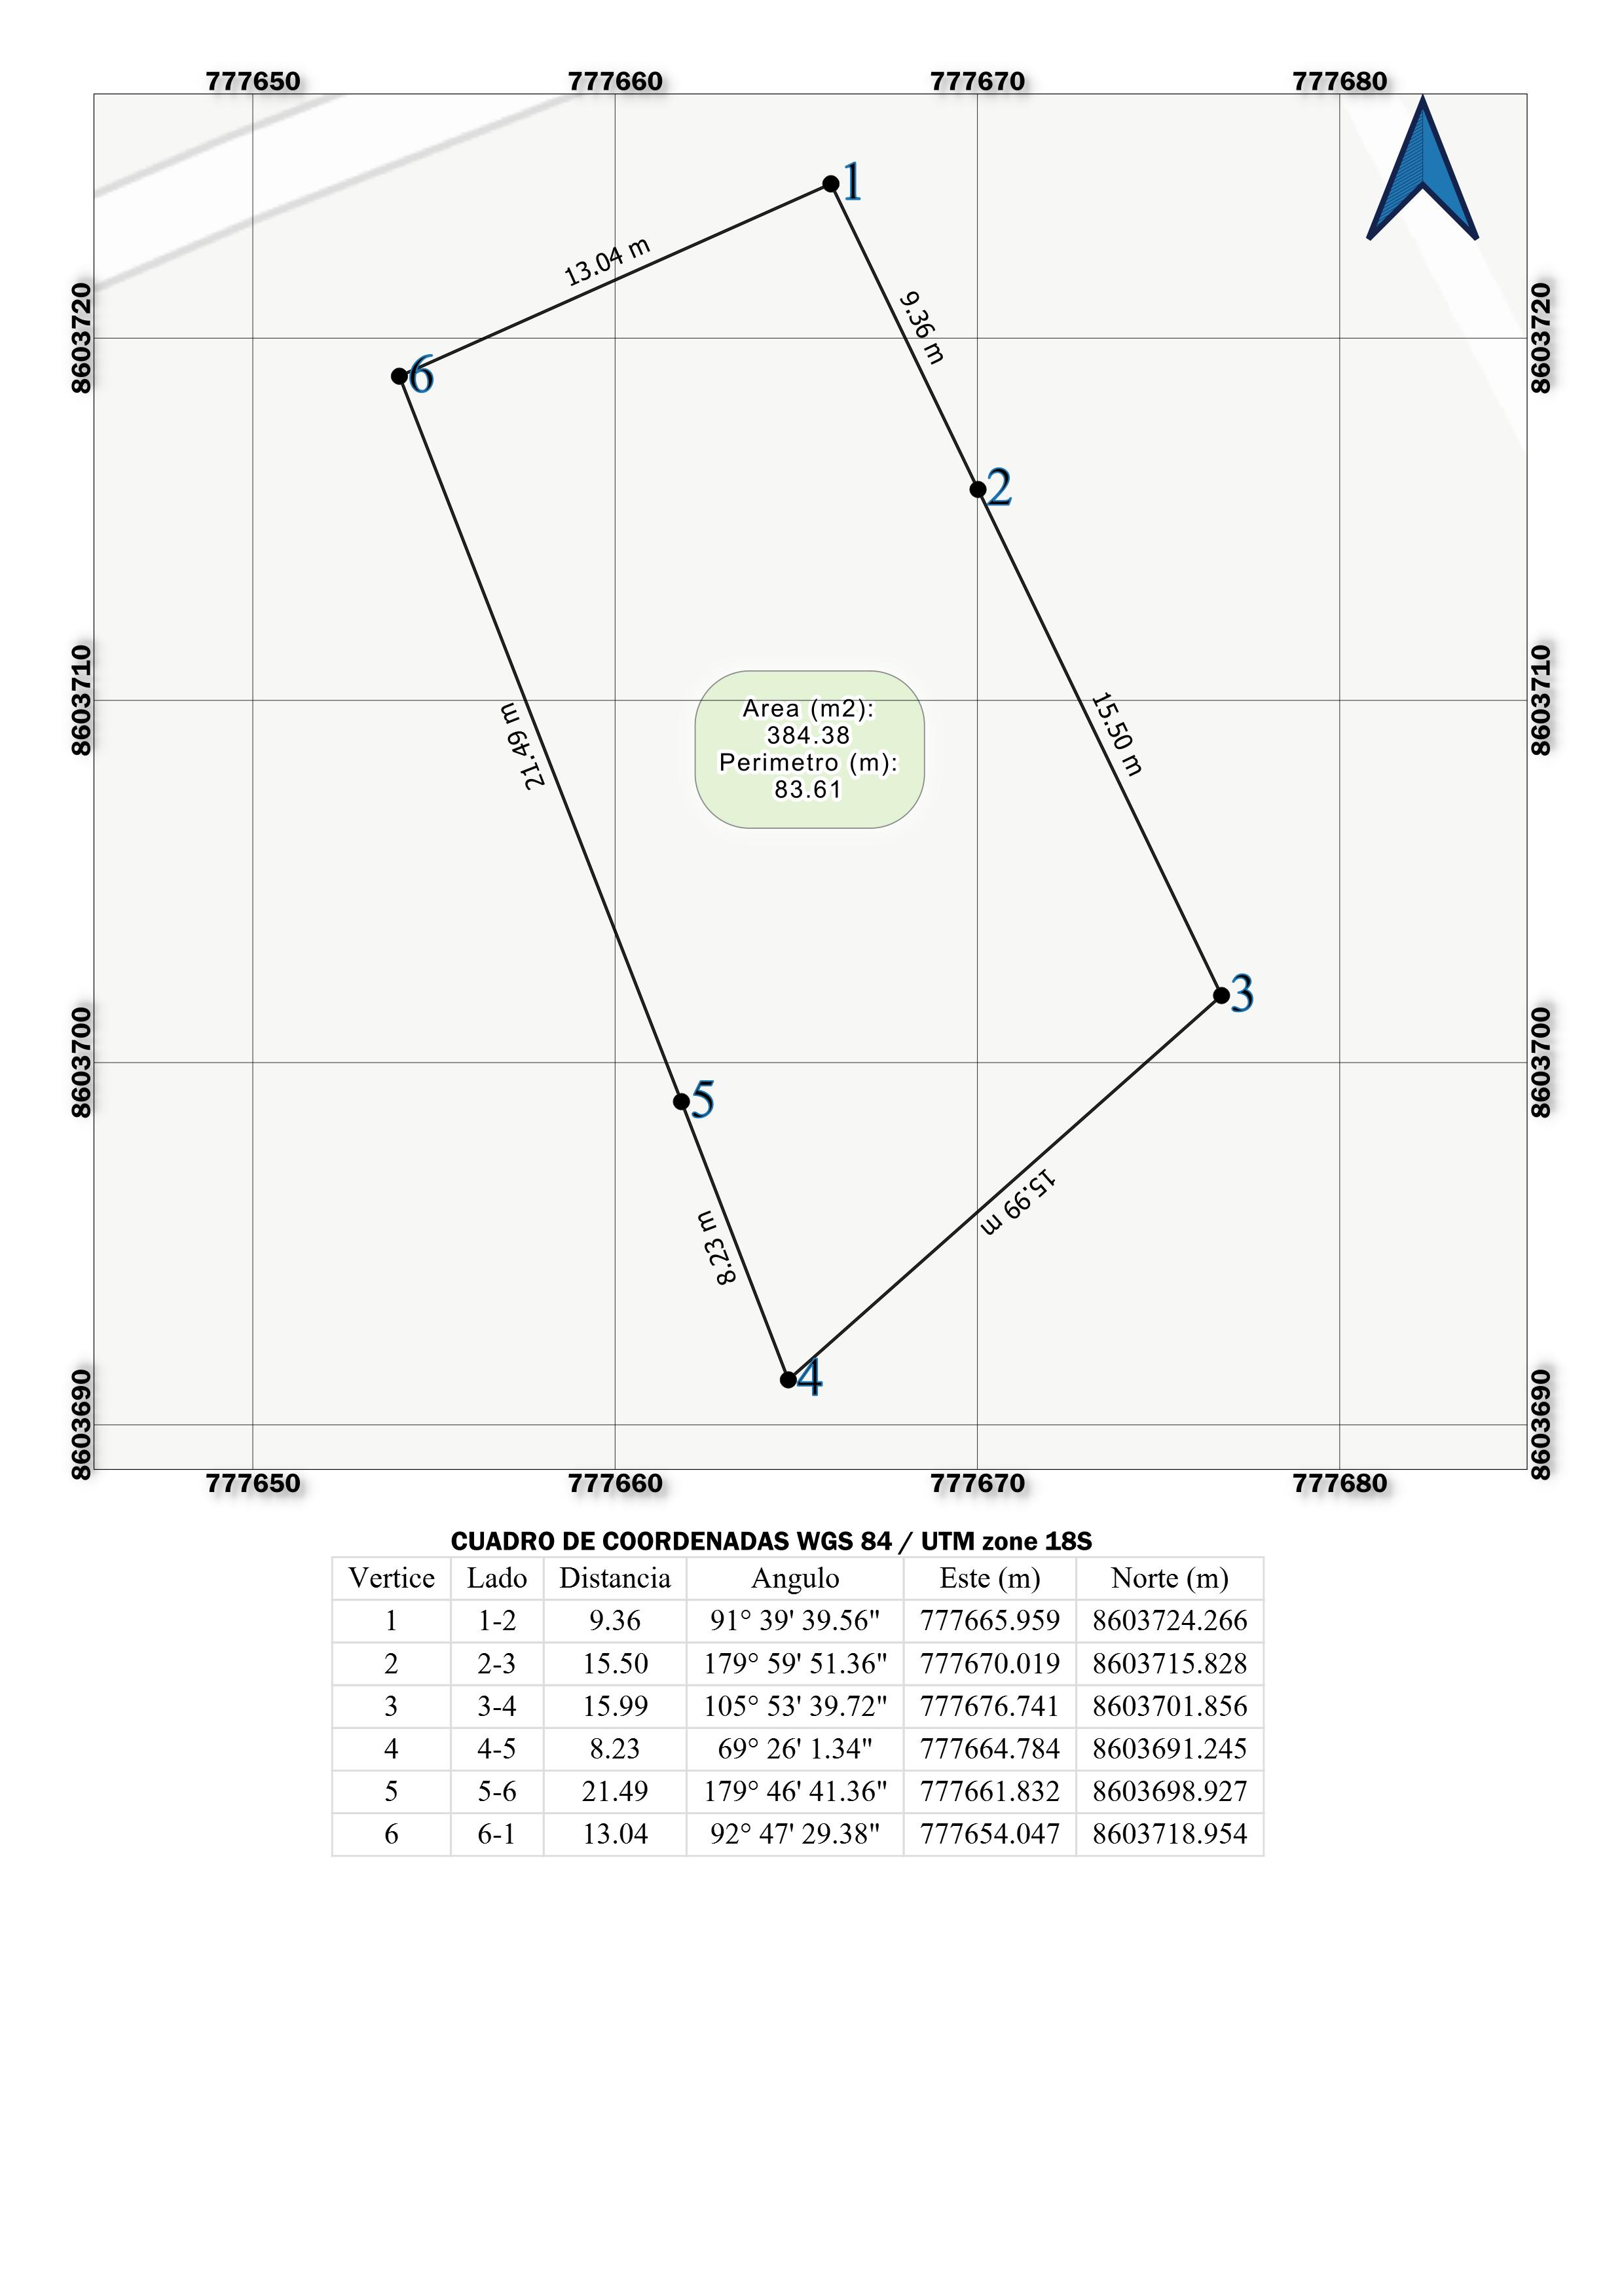 777650 777660 777670 777680
1
13.04 m
9.36 m
8603720 8603720
6
2
8603710 8603710
21.49 m
Area (m2):
384.38
Perimetro (m):
83.61
15.50 m
3
8603700 8603700
5
15.99 m
8.23 m
4
8603690 8603690
777650 777660 777670 777680
CUADRO DE COORDENADAS WGS 84 / UTM zone 18S
Vertice Lado Distancia Angulo Este (m) Norte (m)
1 1-2 9.36 91° 39' 39.56" 777665.959 8603724.266
2 2-3 15.50 179° 59' 51.36" 777670.019 8603715.828
3 3-4 15.99 105° 53' 39.72" 777676.741 8603701.856
4 4-5 8.23 69° 26' 1.34" 777664.784 8603691.245
5 5-6 21.49 179° 46' 41.36" 777661.832 8603698.927
6 6-1 13.04 92° 47' 29.38" 777654.047 8603718.954